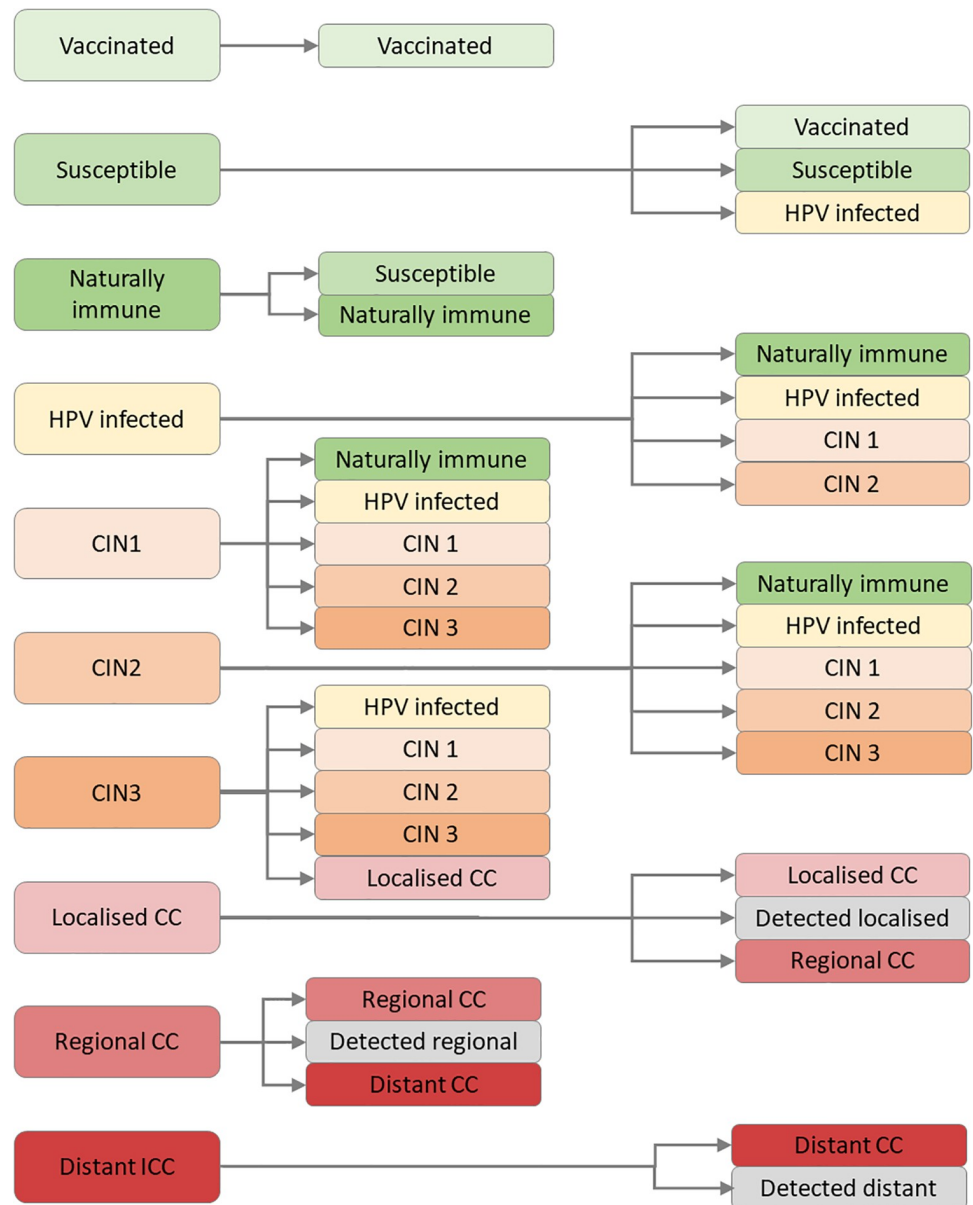 Vaccinated
Vaccinated
Susceptible
Vaccinated
Susceptible
HPV infected
Naturally
immune
Susceptible
Naturally immune
HPV infected
Naturally immune
HPV infected
CIN 1
CIN 2
CIN1
Naturally immune
HPV infected
CIN 1
CIN 2
CIN 3
CIN2
Naturally immune
HPV infected
CIN 1
CIN 2
CIN 3
CIN3
HPV infected
CIN 1
CIN 2
CIN 3
Localised CC
Localised CC
Localised CC
Detected localised
Regional CC
Regional CC
Regional CC
Detected regional
Distant CC
Distant ICC
Distant CC
Detected distant